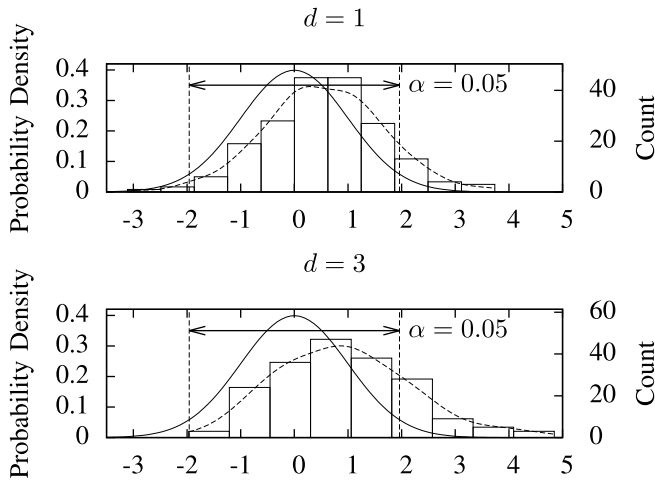 d = 1
Probability Density
0.4
0.3
0.2
0.1
0
α = 0.05
40
20
0
Count
-3 -2 -1 0 1 2 3 4 5
d = 3
Probability Density
0.4
0.3
0.2
0.1
0
α = 0.05
60
40
20
0
Count
-3 -2 -1 0 1 2 3 4 5